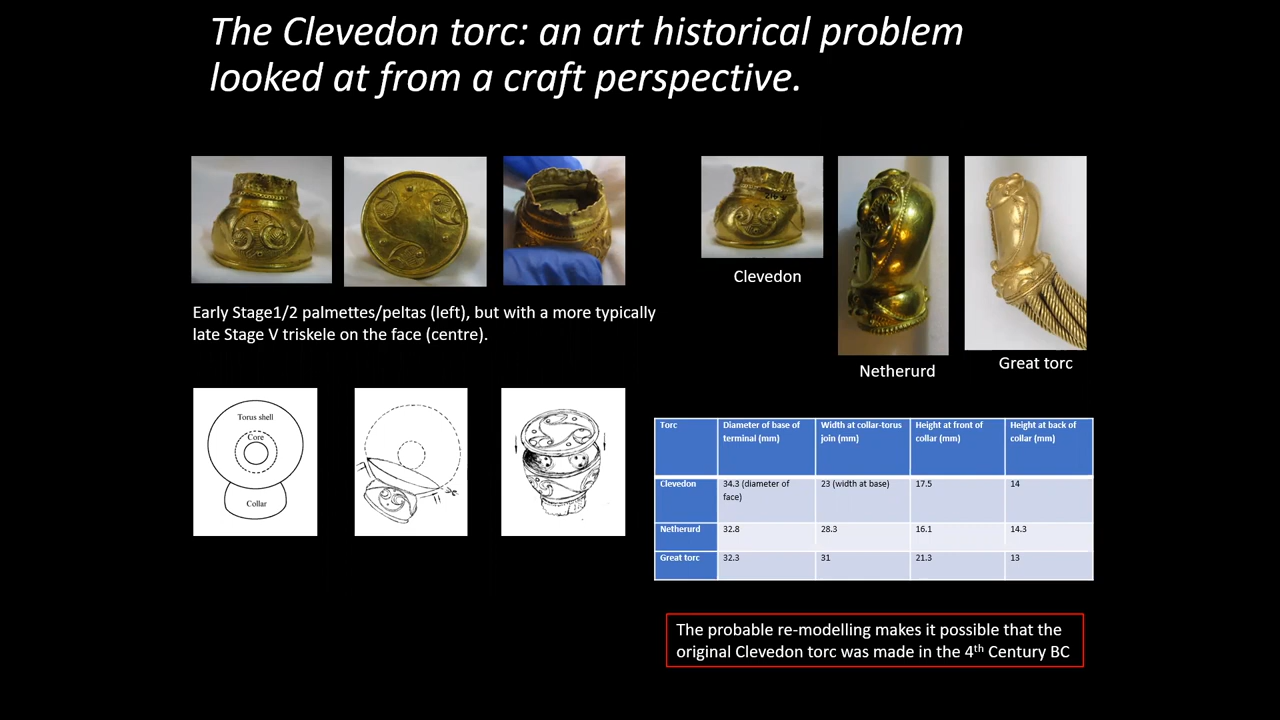 The Clevedon torc: an art historical problem
looked at from a craft perspective.
Early Stage1/2 palmettes/peltas (left), but with a more typically
late Stage V triskele on the face (centre).
Clevedon
Netherurd
Great torc
Torus shell
Core
Collar
Torc
Diameter of base of
terminal (mm)
Width at collar-torus
join (mm)
Height at front of
collar (mm)
Height at back of
collar (mm)
Clevedon
34.3 (diameter of
face)
23 (width at base)
17.5
14
Netherurd
32.8
28.3
16.1
14.3
Great torc
32.3
31
21.3
13
The probable re-modelling makes it possible that the
original Clevedon torc was made in the 4th Century BC